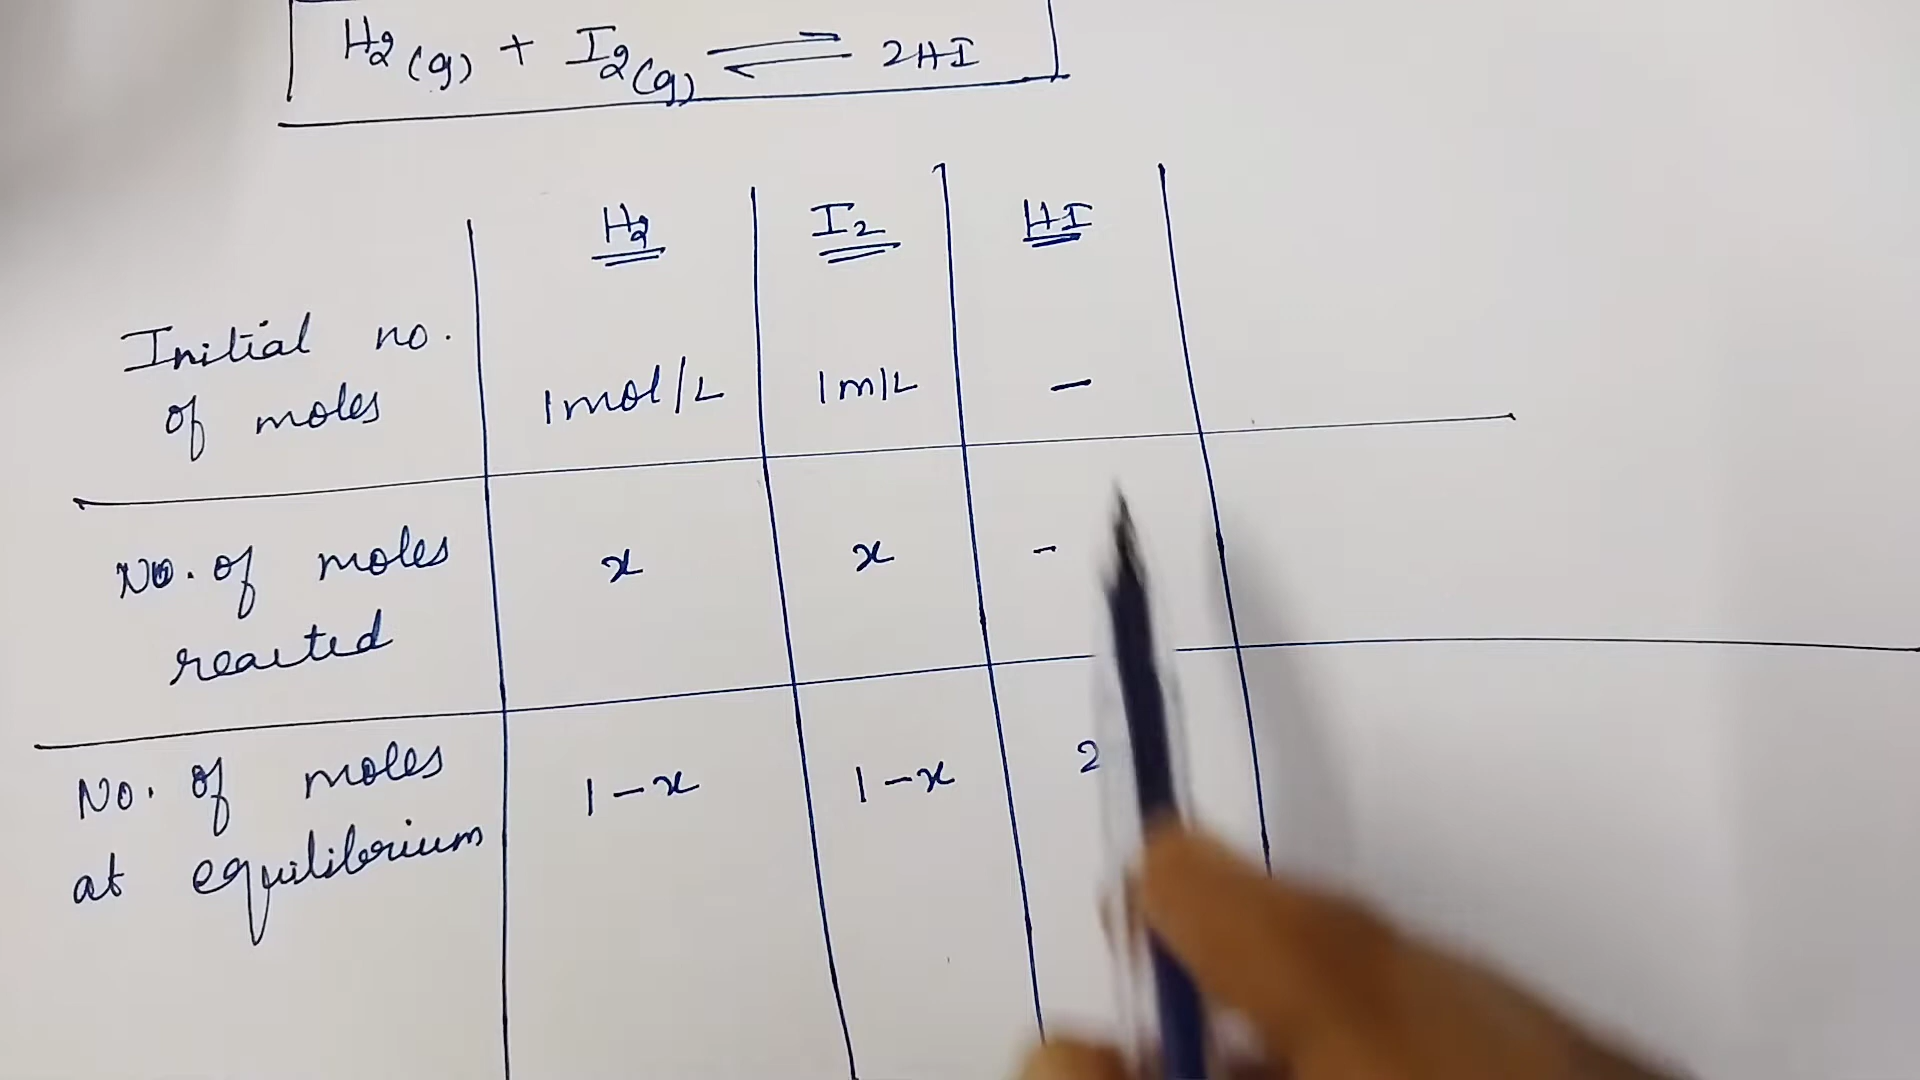 H2(g) + I2(g) ⇌ 2HI
H2 I2 HI
Initial no.
of moles 1mol/L 1m/L –
No. of moles x x -
reacted
No. of moles 1-x 1-x 2
at equilibrium